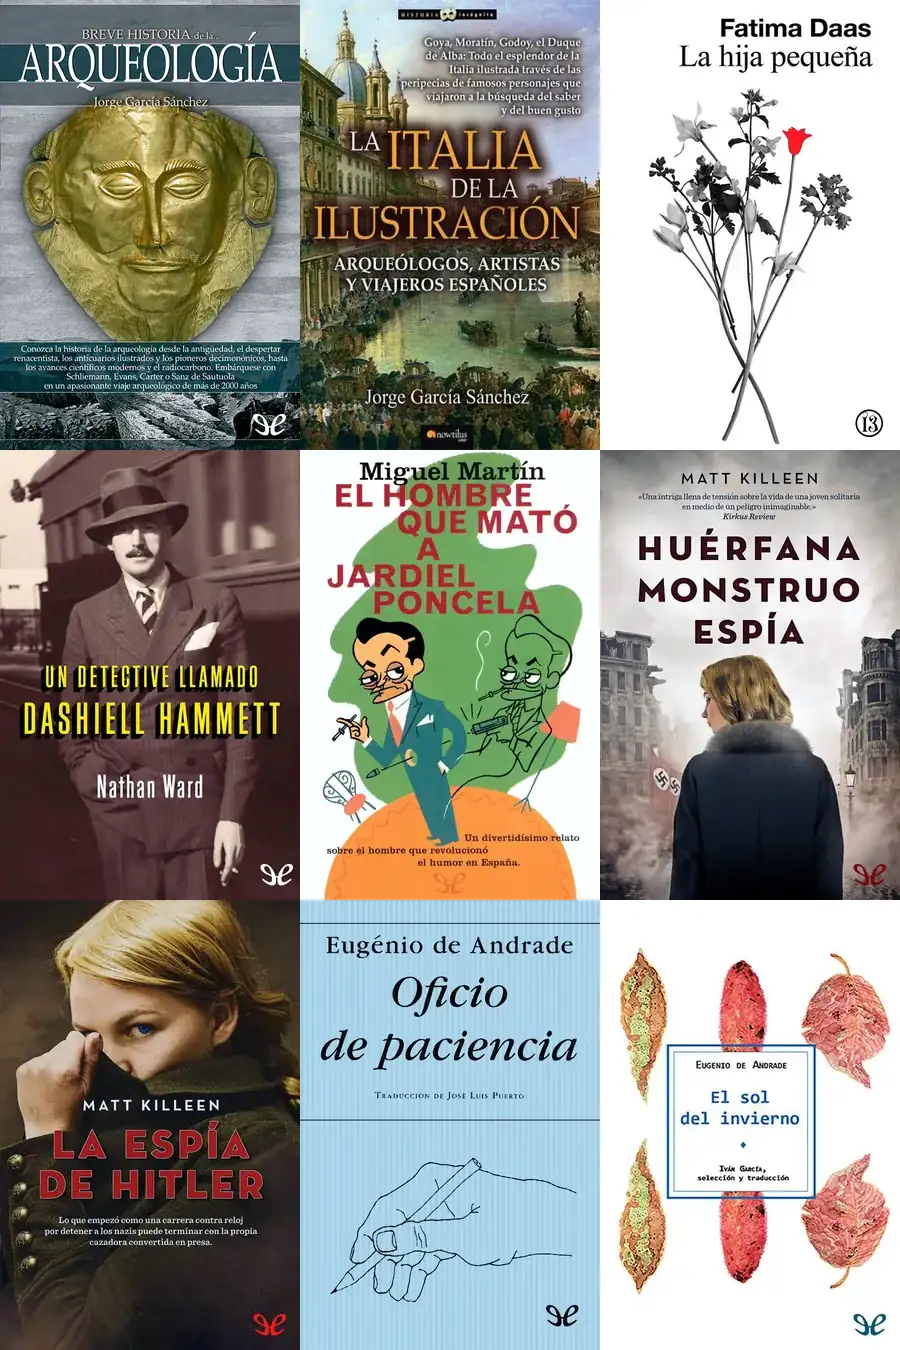 BREVE HISTORIA de la...
ARQUEOLOGÍA
Jorge García Sánchez
Conozca la historia de la arqueología desde la antigüedad, el despertar
renacentista, los anticuarios ilustrados y los pioneros decimonónicos, hasta
los avances científicos modernos y el radiocarbono. Embárquese con
Schliemann, Evans, Carter o Sanz de Sautuola
en un apasionante viaje arqueológico de más de 2000 años
HISTORIA incógnita
Goya, Moratín, Godoy, el Duque
de Alba: Todo el esplendor de la
Italia ilustrada través de las
peripecias de famosos personajes que
viajaron a la búsqueda del saber
y del buen gusto
LA ITALIA
DE LA
ILUSTRACIÓN
ARQUEÓLOGOS, ARTISTAS
Y VIAJEROS ESPAÑOLES
Jorge García Sánchez
nowtilus
Fatima Daas
La hija pequeña
13
UN DETECTIVE LLAMADO
DASHIELL HAMMETT
Nathan Ward
Miguel Martín
EL HOMBRE
QUE MATÓ
A
JARDIEL
PONCELA
Un divertidísimo relato
sobre el hombre que revolucionó
el humor en España.
MATT KILLEEN
«Una intriga llena de tensión sobre la vida de una joven solitaria
en medio de un peligro inimaginable.»
Kirkus Review
HUÉRFANA
MONSTRUO
ESPÍA
MATT KILLEEN
LA ESPÍA
DE HITLER
Lo que empezó como una carrera contra reloj
por detener a los nazis puede terminar con la propia
cazadora convertida en presa.
Eugénio de Andrade
Oficio
de paciencia
TRADUCCIÓN DE JOSÉ LUIS PUERTO
EUGENIO DE ANDRADE
El sol
del invierno
IVÁN GARCÍA,
selección y traducción